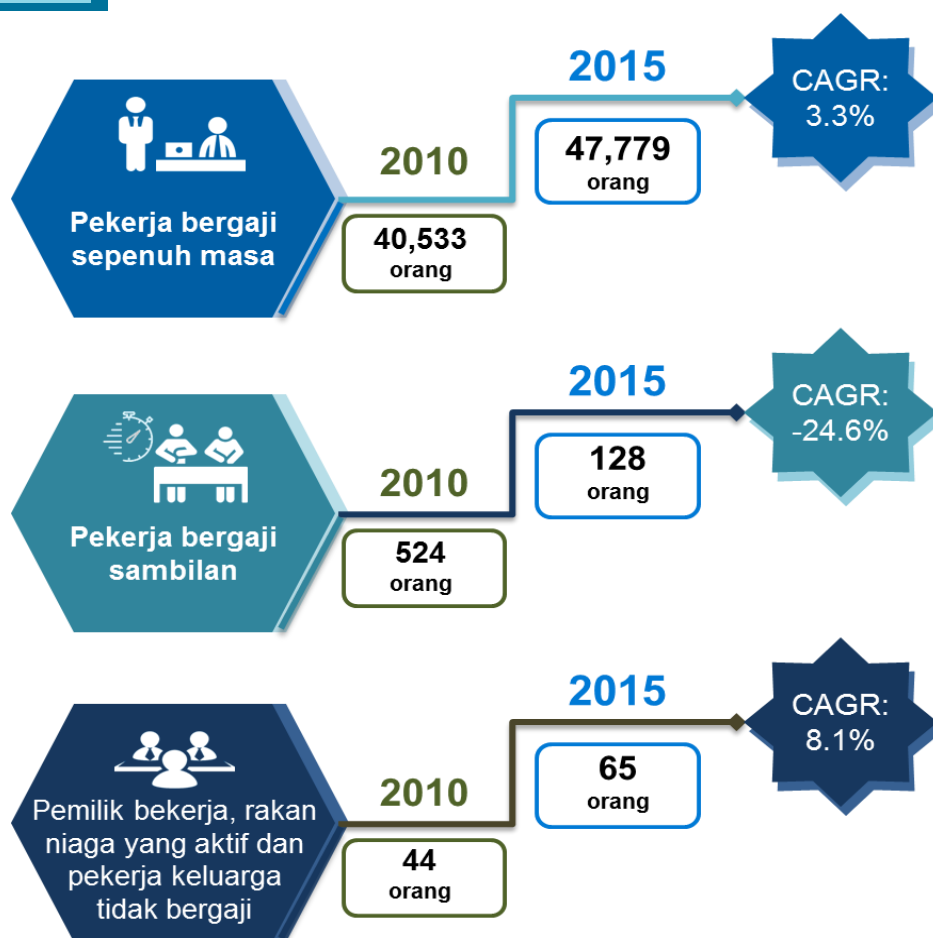 Pekerja bergaji
sepenuh masa
2010
40,533
orang
2015
47,779
orang
CAGR:
3.3%
Pekerja bergaji
sambilan
2010
524
orang
2015
128
orang
CAGR:
-24.6%
Pemilik bekerja, rakan
niaga yang aktif dan
pekerja keluarga
tidak bergaji
2010
44
orang
2015
65
orang
CAGR:
8.1%